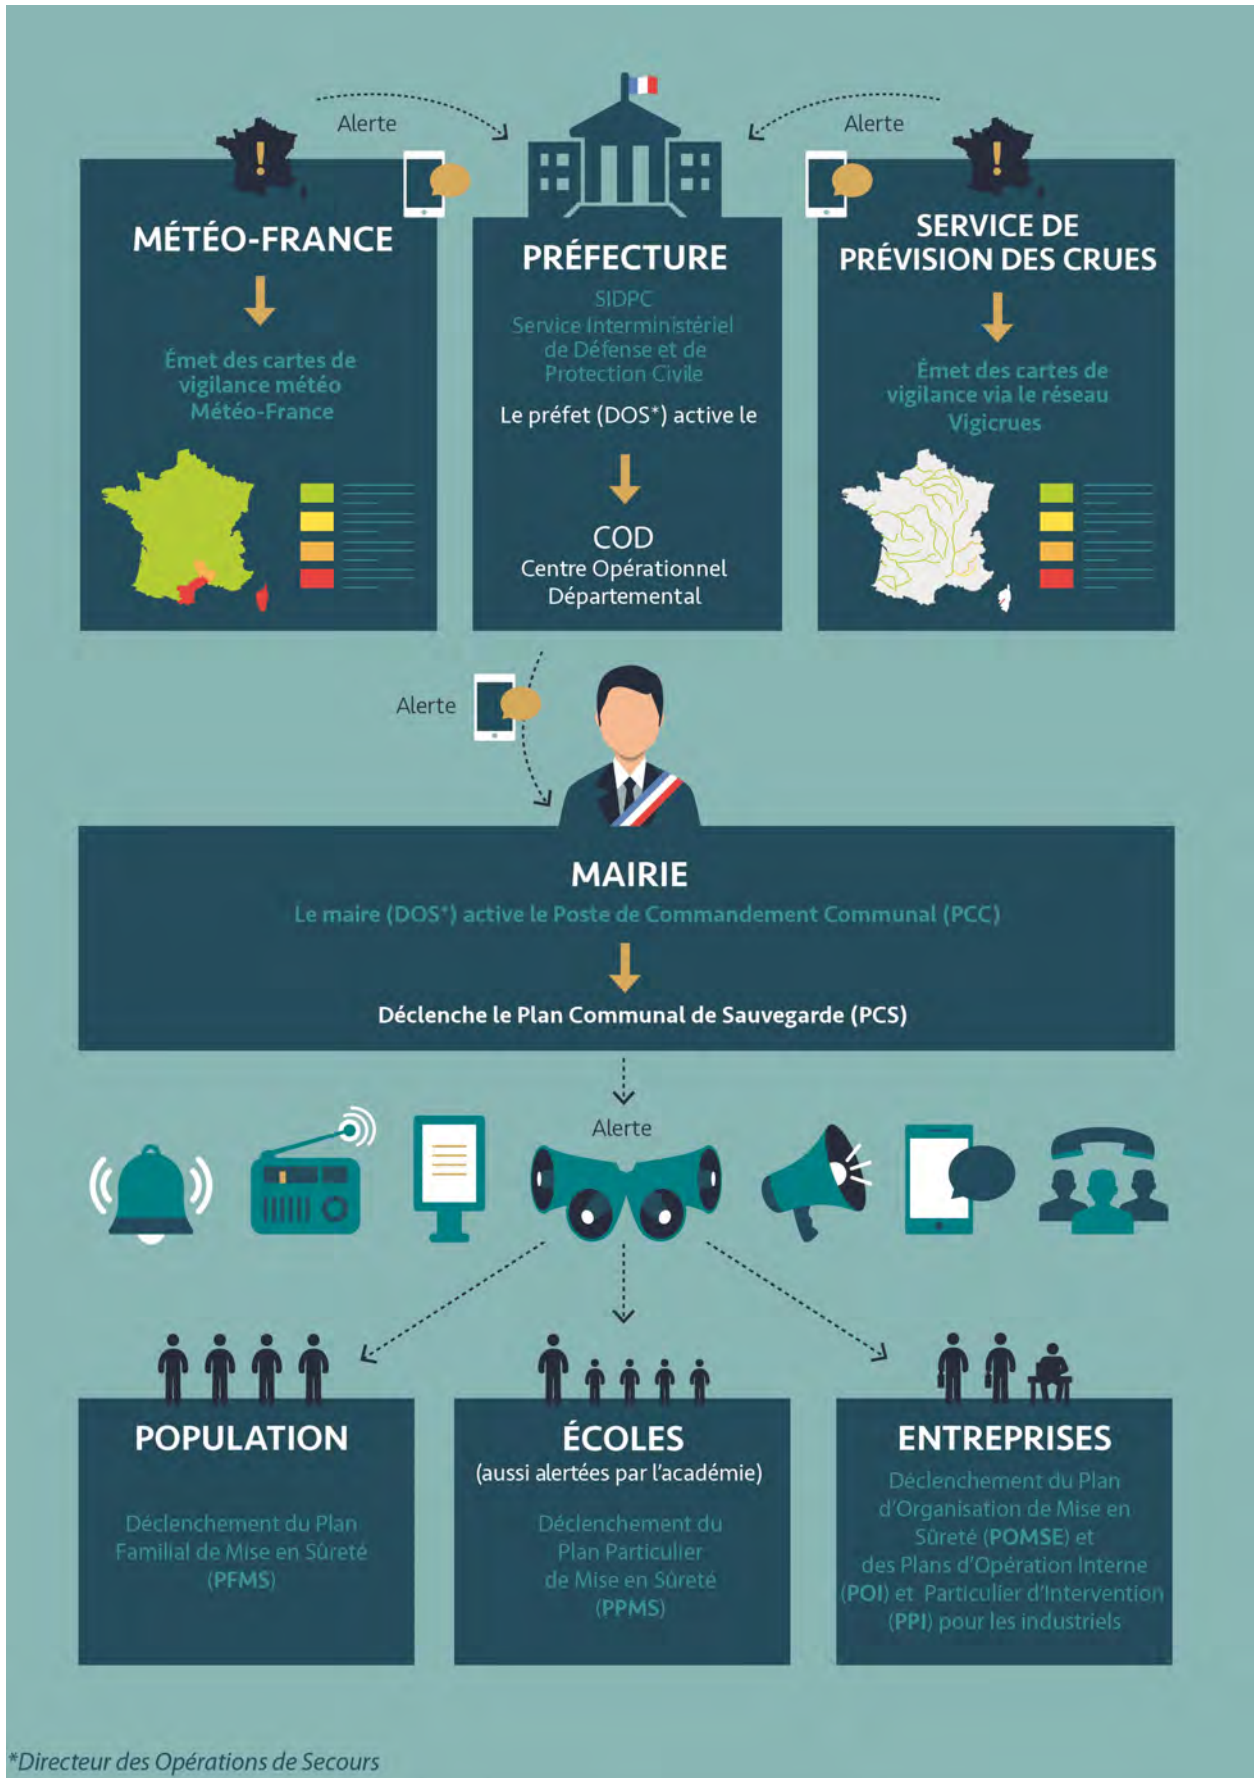 Alerte
Alerte
MÉTÉO-FRANCE
Émet des cartes de
vigilance météo
Météo-France
PRÉFECTURE
SIDPC
Service Interministériel
de Défense et de
Protection Civile
Le préfet (DOS*) active le
COD
Centre Opérationnel
Départemental
SERVICE DE
PRÉVISION DES CRUES
Émet des cartes de
vigilance via le réseau
Vigicrues
Alerte
MAIRIE
Le maire (DOS*) active le Poste de Commandement Communal (PCC)
Déclenche le Plan Communal de Sauvegarde (PCS)
Alerte
POPULATION
Déclenchement du Plan
Familial de Mise en Sûreté
(PFMS)
ÉCOLES
(aussi alertées par l'académie)
Déclenchement du
Plan Particulier
de Mise en Sûreté
(PPMS)
ENTREPRISES
Déclenchement du Plan
d'Organisation de Mise en
Sûreté (POMSE) et
des Plans d'Opération Interne
(POI) et Particulier d'Intervention
(PPI) pour les industriels
*Directeur des Opérations de Secours